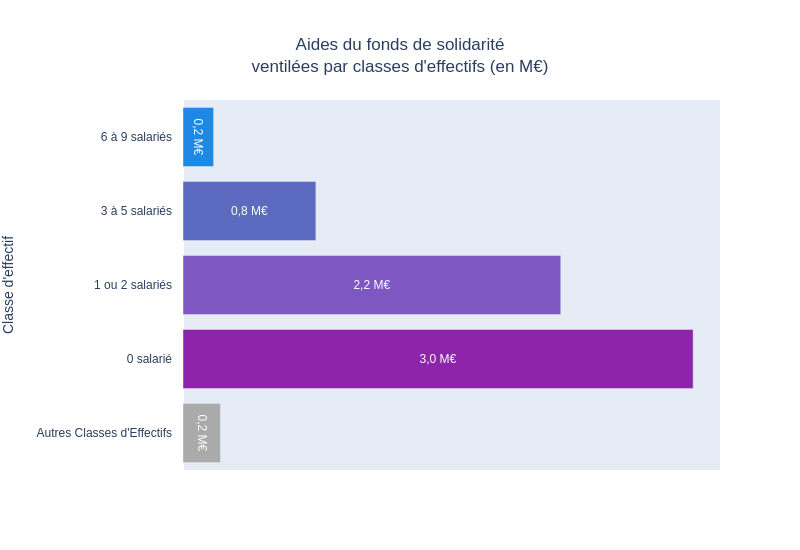 Aides du fonds de solidarité
ventilées par classes d'effectifs (en M€)
Classe d'effectif
6 à 9 salariés
0,2 M€
3 à 5 salariés
0,8 M€
1 ou 2 salariés
2,2 M€
0 salarié
3,0 M€
Autres Classes d'Effectifs
0,2 M€